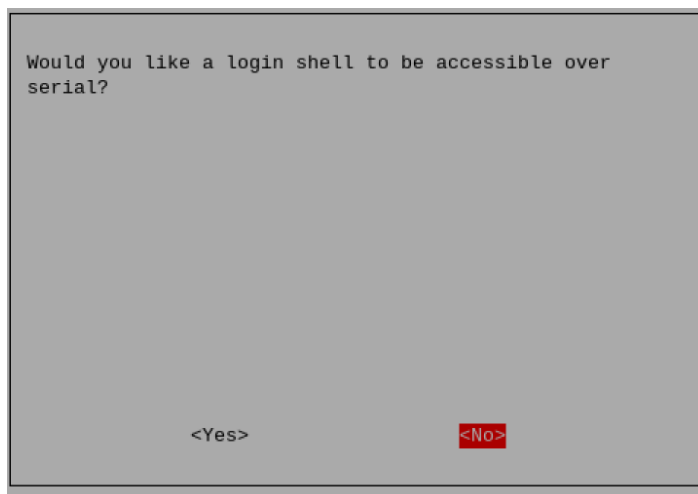 Would you like a login shell to be accessible over
serial?
<Yes> <No>